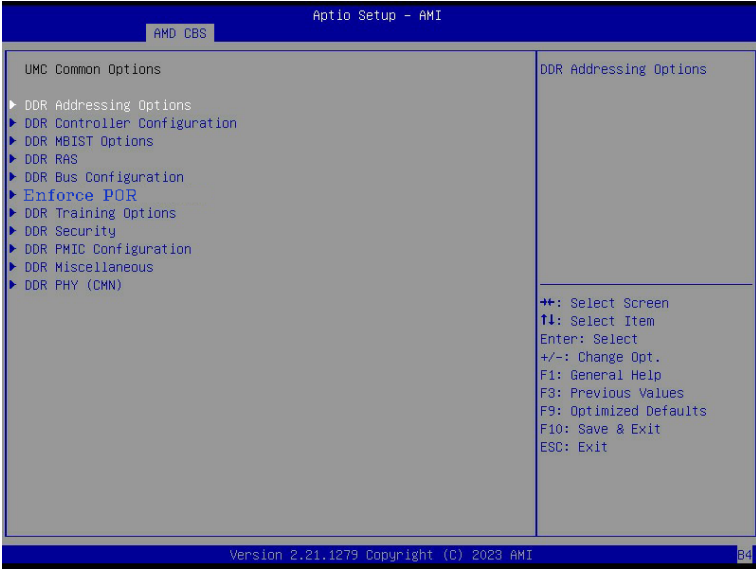 Aptio Setup – AMI
AMD CBS
UMC Common Options
DDR Addressing Options
DDR Controller Configuration
DDR MBIST Options
DDR RAS
DDR Bus Configuration
Enforce POR
DDR Training Options
DDR Security
DDR PMIC Configuration
DDR Miscellaneous
DDR PHY (CMN)
DDR Addressing Options
→←: Select Screen
↑↓: Select Item
Enter: Select
+/-: Change Opt.
F1: General Help
F3: Previous Values
F9: Optimized Defaults
F10: Save & Exit
ESC: Exit
Version 2.21.1279 Copyright (C) 2023 AMI
B4